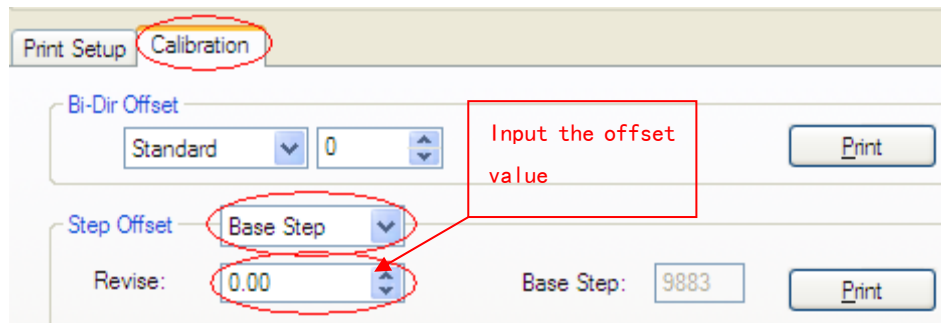 Print Setup Calibration
Bi-Dir Offset
Standard 0 Print
Input the offset
value
Step Offset Base Step
Revise: 0.00 Base Step: 9883 Print